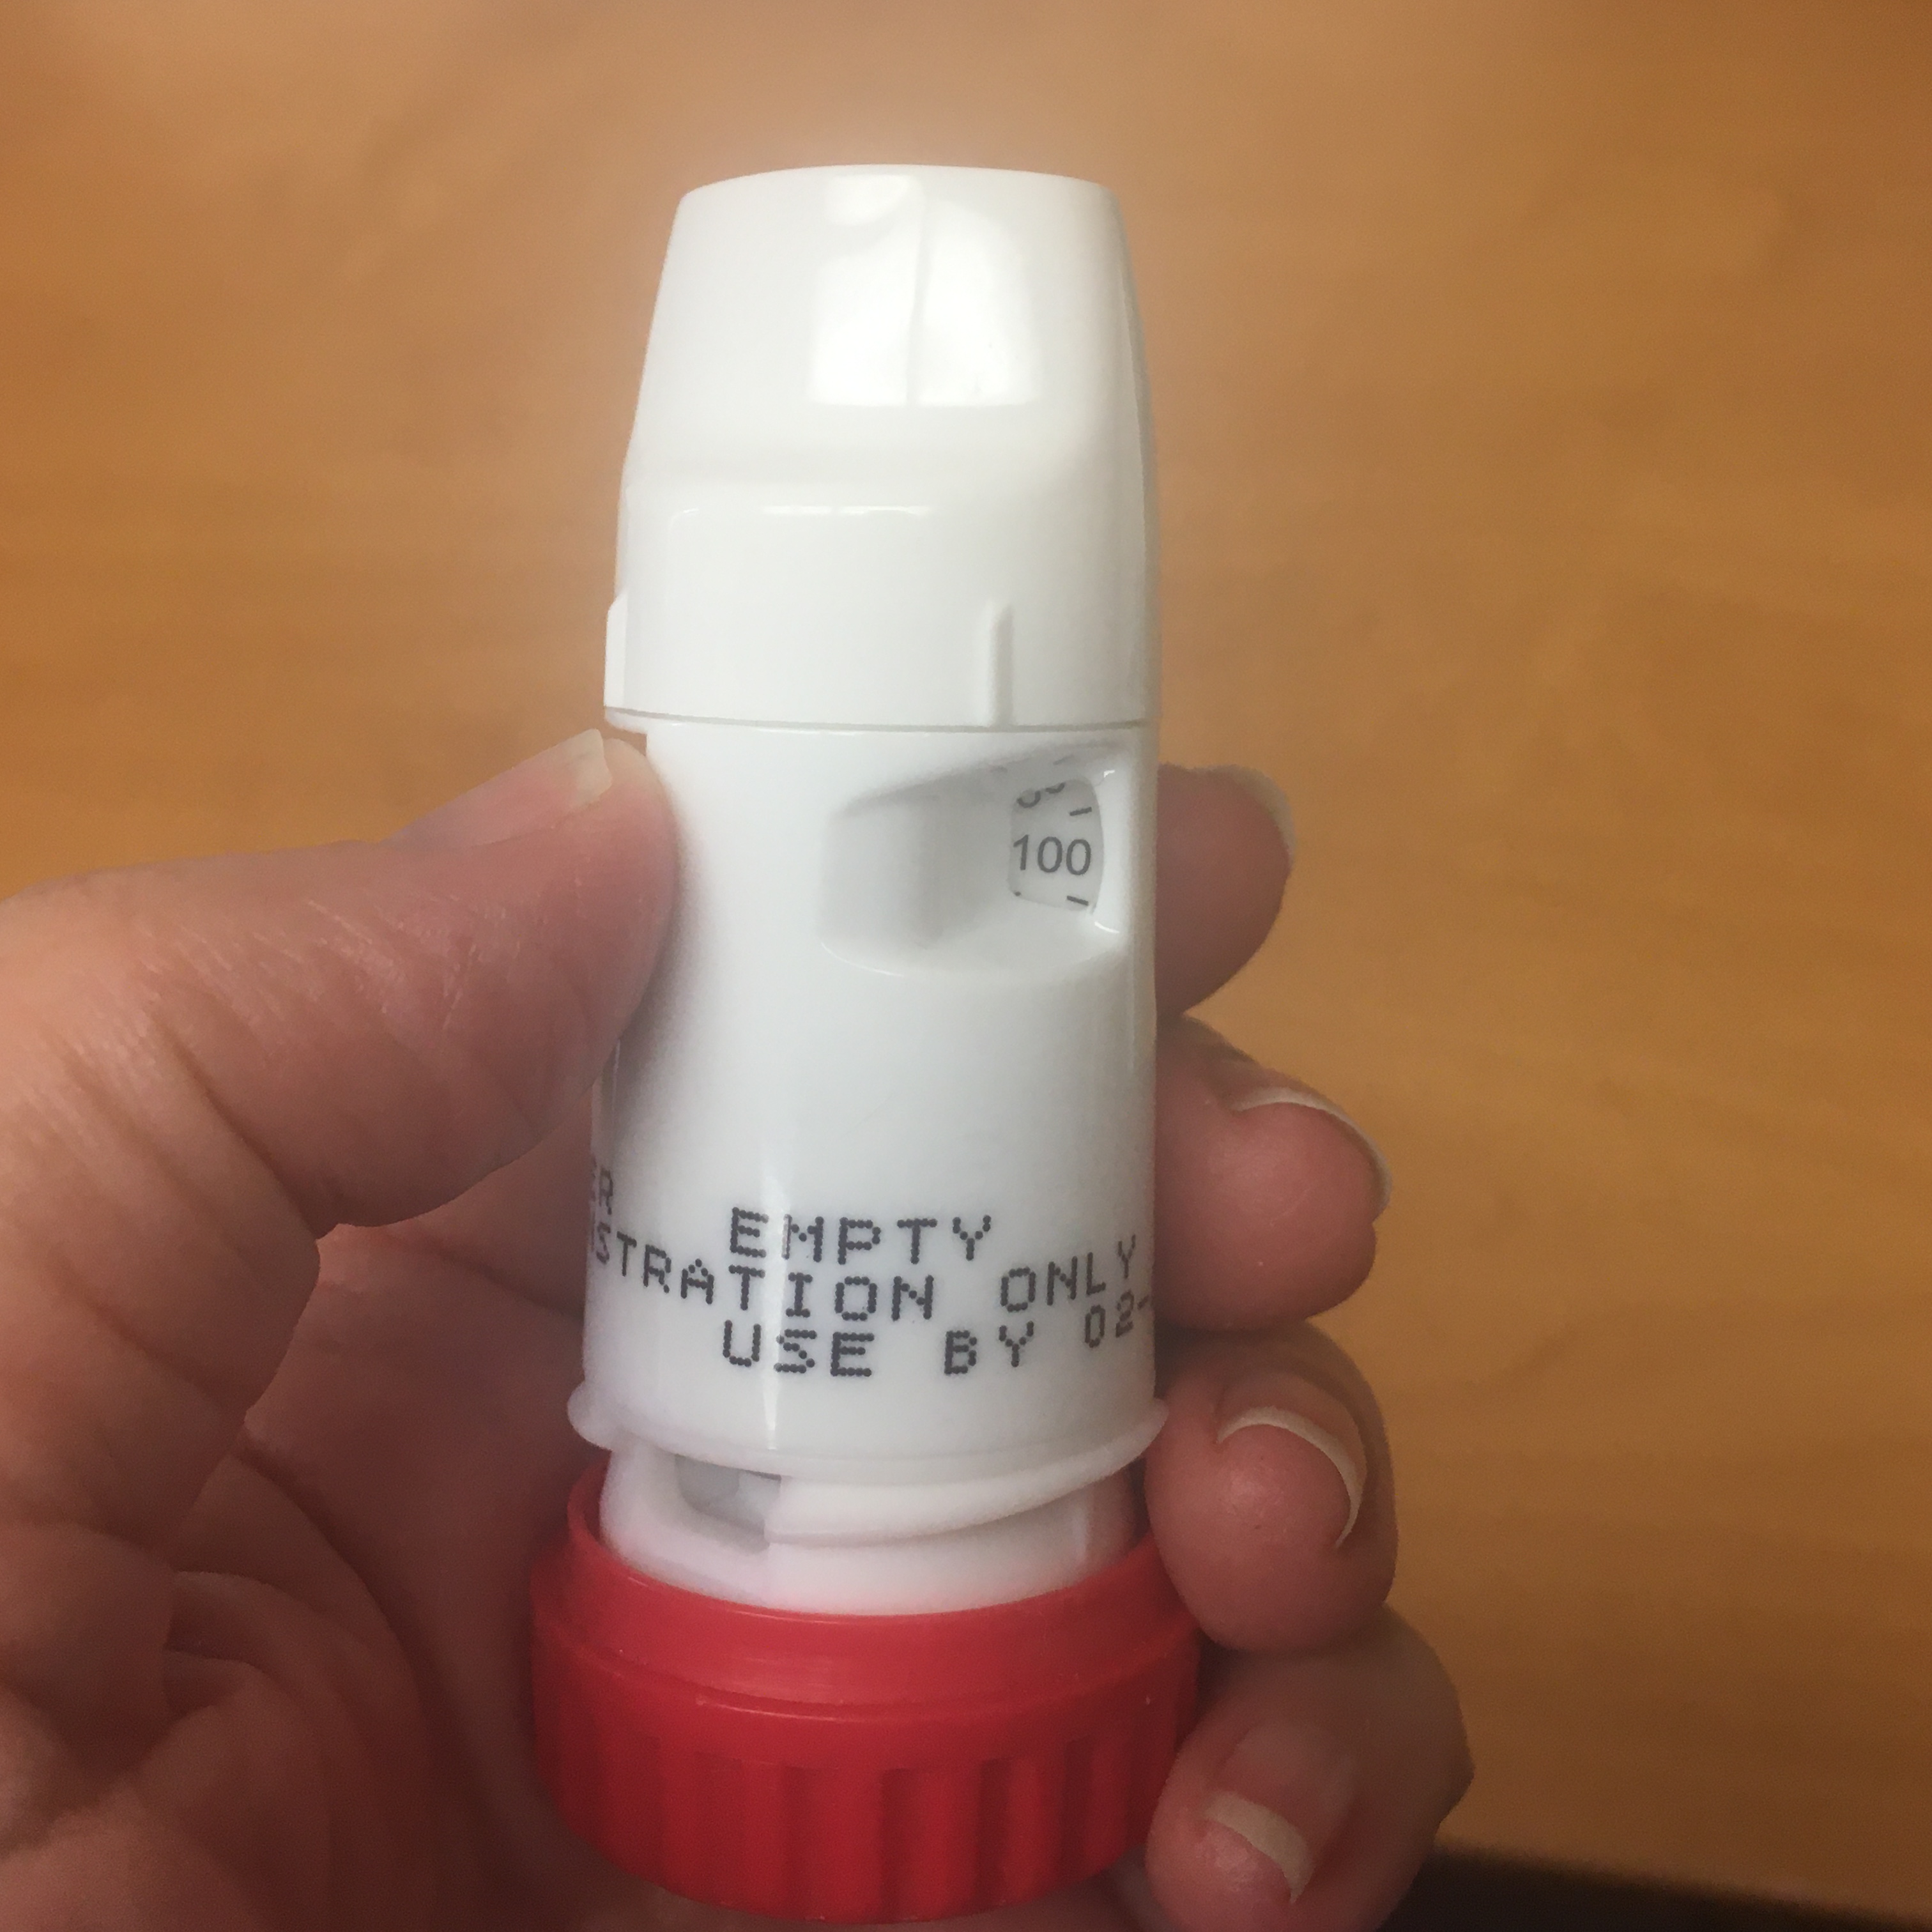 100
EMPTY
STRATION ONLY
USE BY 02-